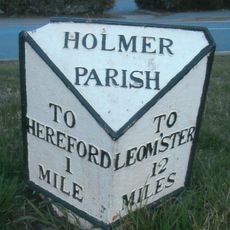 HOLMER
PARISH
TO
HEREFORD
1
MILE
TO
LEOMSTER
12
MILES